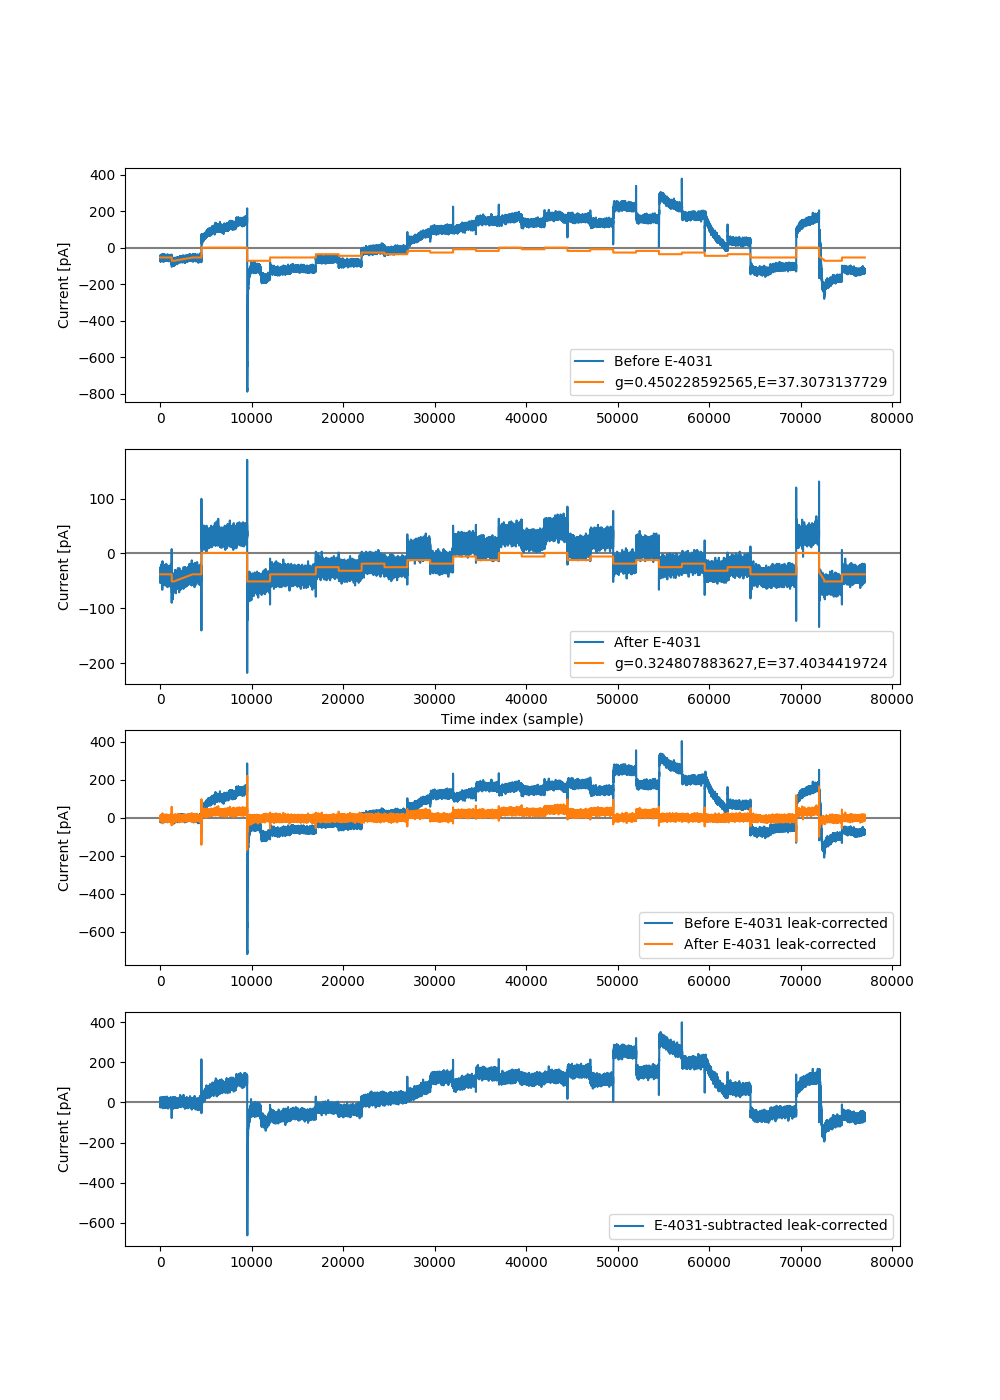 400
200
0
−200
−400
−600
−800
Current [pA]
Before E-4031
g=0.450228592565,E=37.3073137729
0 10000 20000 30000 40000 50000 60000 70000 80000
100
0
−100
−200
Current [pA]
After E-4031
g=0.324807883627,E=37.4034419724
0 10000 20000 30000 40000 50000 60000 70000 80000
Time index (sample)
400
200
0
−200
−400
−600
Current [pA]
Before E-4031 leak-corrected
After E-4031 leak-corrected
0 10000 20000 30000 40000 50000 60000 70000 80000
400
200
0
−200
−400
−600
Current [pA]
E-4031-subtracted leak-corrected
0 10000 20000 30000 40000 50000 60000 70000 80000